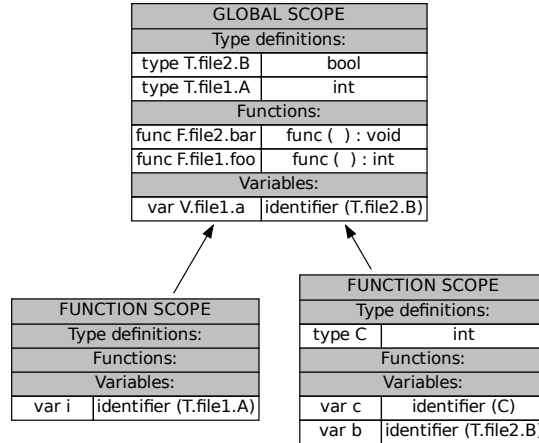 GLOBAL SCOPE
Type definitions:
type T.file2.B bool
type T.file1.A int
Functions:
func F.file2.bar func ( ) : void
func F.file1.foo func ( ) : int
Variables:
var V.file1.a identifier (T.file2.B)
FUNCTION SCOPE
Type definitions:
Functions:
Variables:
var i identifier (T.file1.A)
FUNCTION SCOPE
Type definitions:
type C int
Functions:
Variables:
var c identifier (C)
var b identifier (T.file2.B)